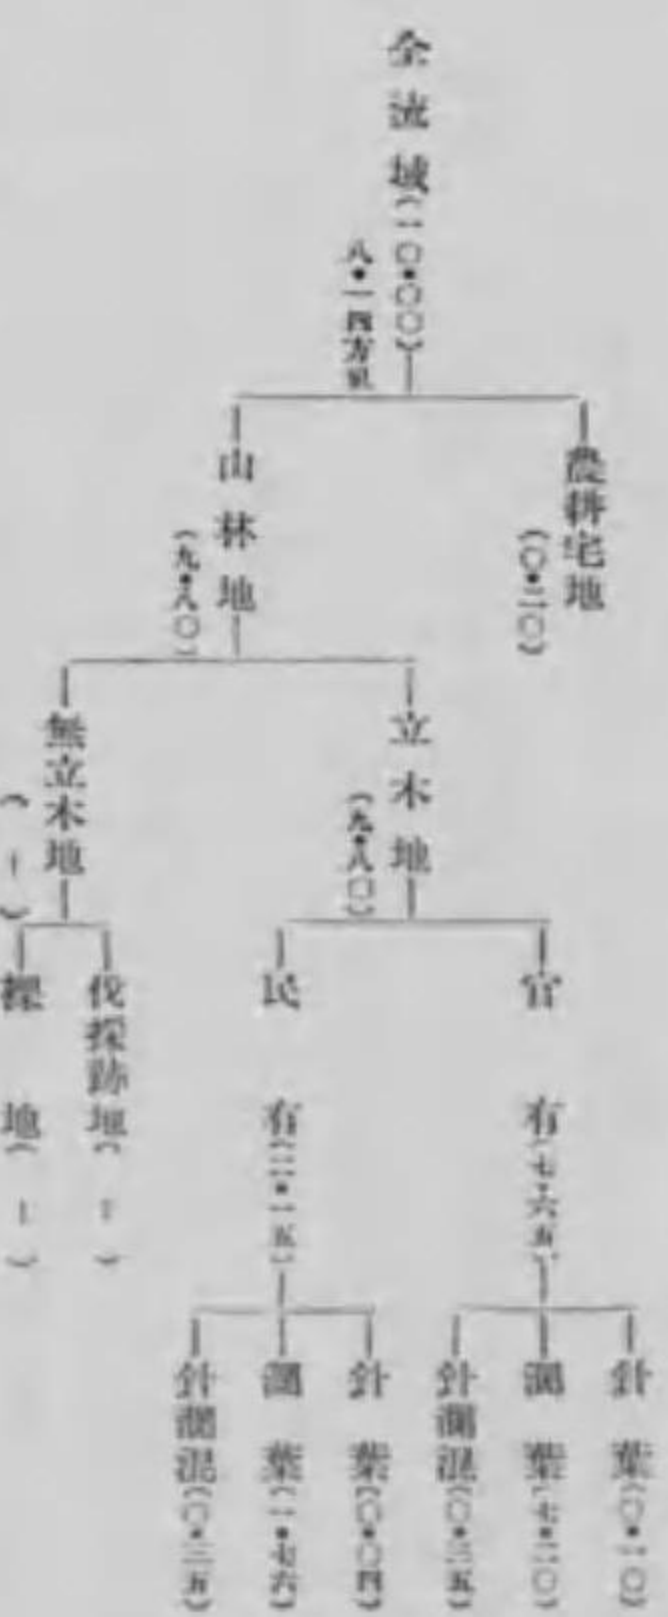 全流域(一〇・〇〇)
八・一四方里
農耕宅地
(〇・二〇)
山林地
(九・八〇)
立木地
(九・八〇)
官有(七・六五)
針葉(〇・一〇)
濶葉(七・二〇)
針濶混(〇・三五)
民有(二・一五)
針葉(〇・〇四)
濶葉(一・七六)
針濶混(〇・三五)
無立木地
(ー)
伐採跡地(ー)
裸地(ー)